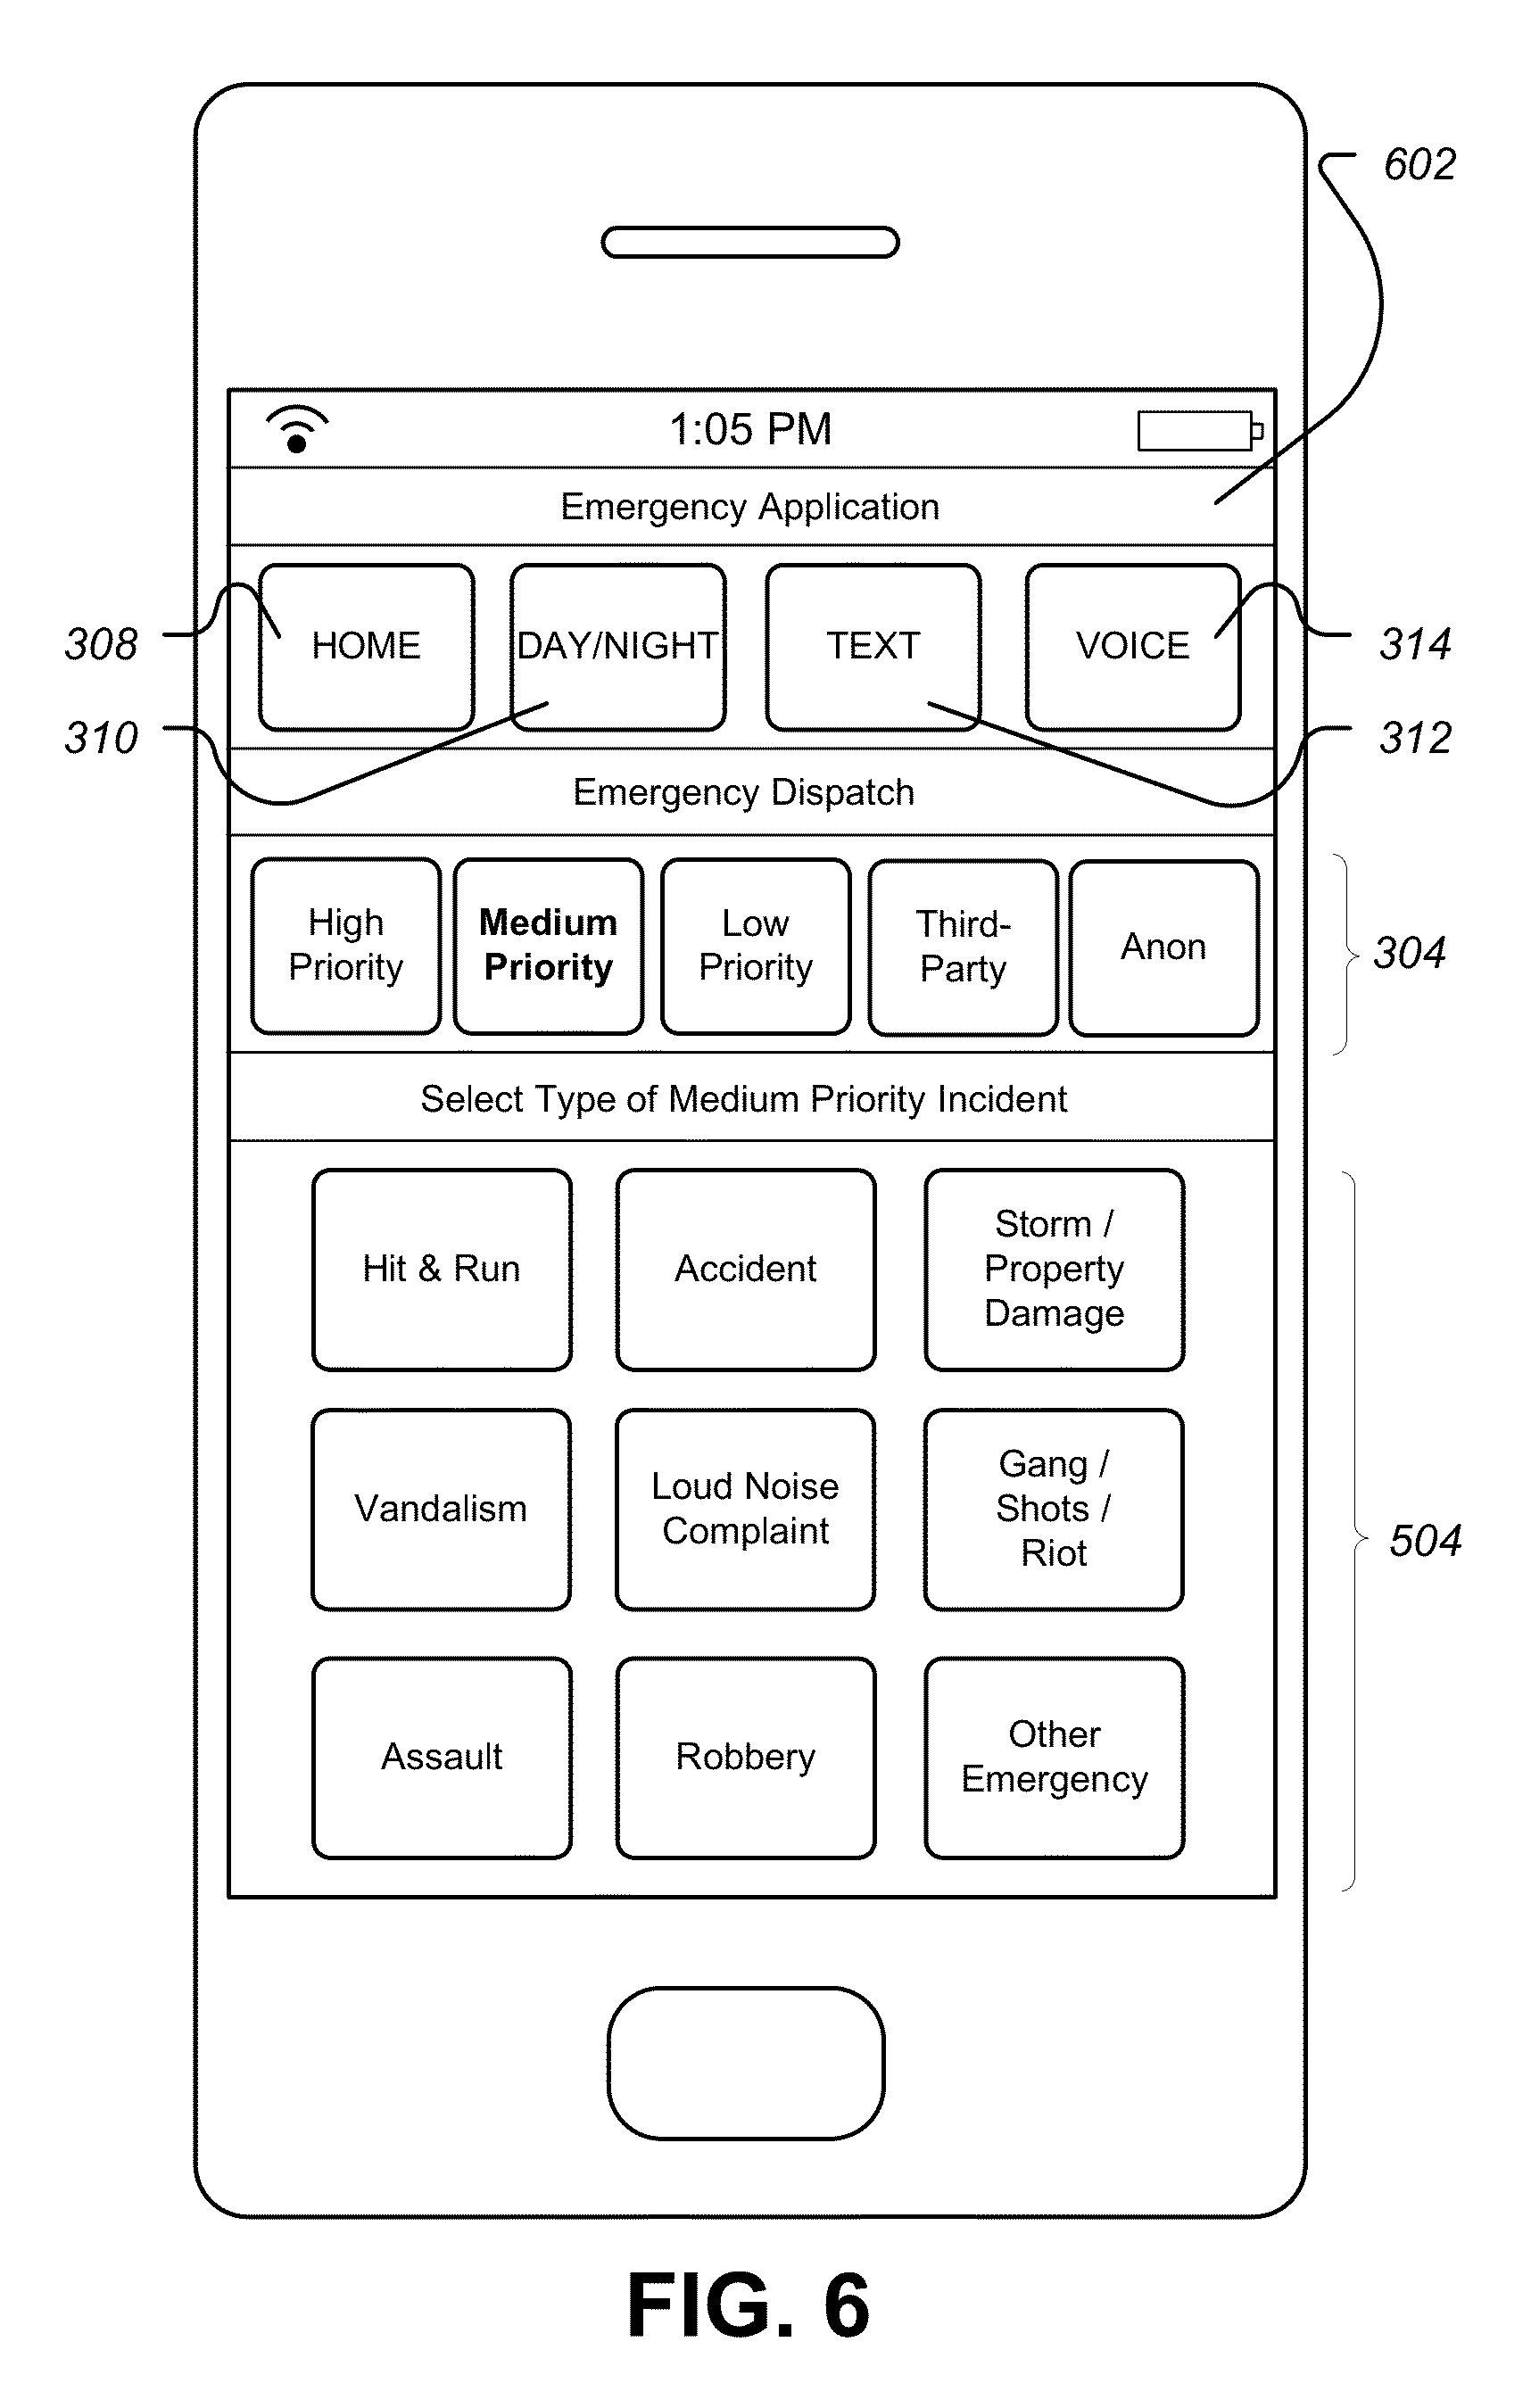 602
1:05 PM
Emergency Application
308
HOME
DAY/NIGHT
TEXT
VOICE
314
310
312
Emergency Dispatch
High
Priority
Medium
Priority
Low
Priority
Third-
Party
Anon
304
Select Type of Medium Priority Incident
Hit & Run
Accident
Storm /
Property
Damage
Vandalism
Loud Noise
Complaint
Gang /
Shots /
Riot
504
Assault
Robbery
Other
Emergency
FIG. 6